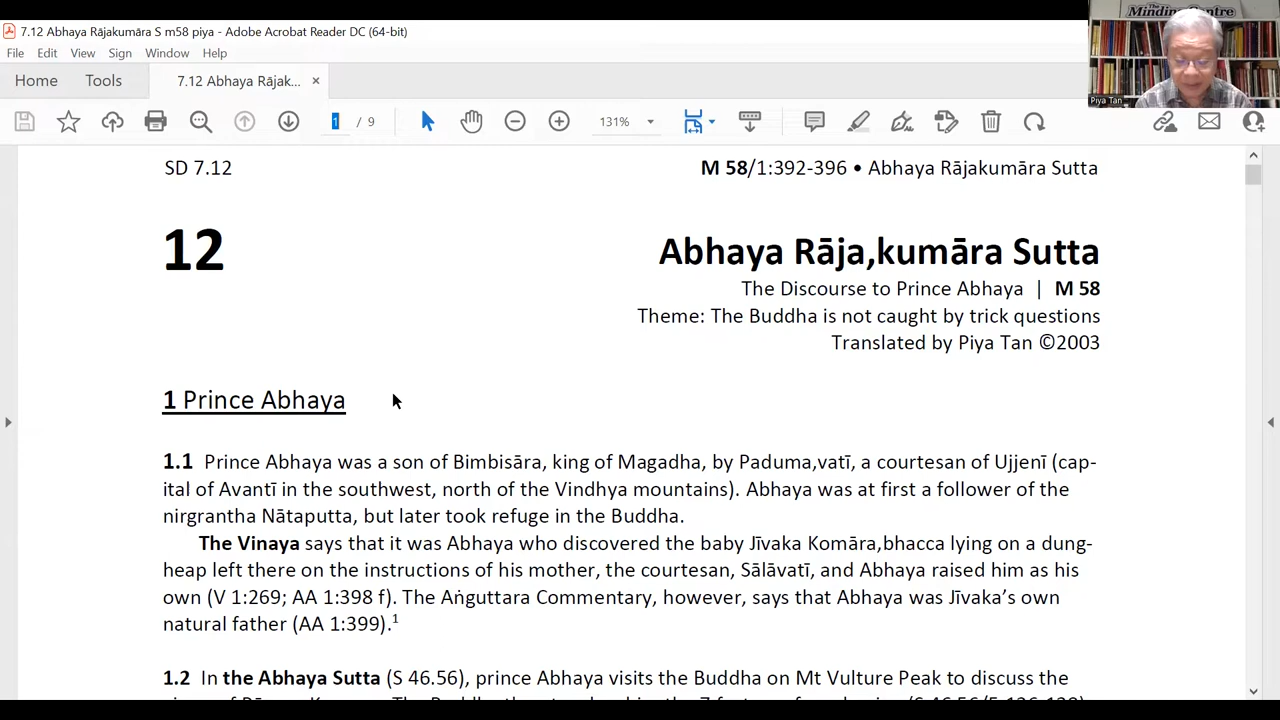 7.12 Abhaya Rājakumāra S m58 piya - Adobe Acrobat Reader DC (64-bit)
The Minding Centre
File Edit View Sign Window Help
Home Tools 7.12 Abhaya Rājak... ×
Piya Tan
1 / 9 131%
SD 7.12 M 58/1:392-396 • Abhaya Rājakumāra Sutta
12 Abhaya Rāja,kumāra Sutta
The Discourse to Prince Abhaya | M 58
Theme: The Buddha is not caught by trick questions
Translated by Piya Tan ©2003
1 Prince Abhaya
1.1 Prince Abhaya was a son of Bimbisāra, king of Magadha, by Paduma,vatī, a courtesan of Ujjenī (cap-
ital of Avantī in the southwest, north of the Vindhya mountains). Abhaya was at first a follower of the
nirgrantha Nātaputta, but later took refuge in the Buddha.
The Vinaya says that it was Abhaya who discovered the baby Jīvaka Komāra,bhacca lying on a dung-
heap left there on the instructions of his mother, the courtesan, Sālāvatī, and Abhaya raised him as his
own (V 1:269; AA 1:398 f). The Aṅguttara Commentary, however, says that Abhaya was Jīvaka’s own
natural father (AA 1:399).1
1.2 In the Abhaya Sutta (S 46.56), prince Abhaya visits the Buddha on Mt Vulture Peak to discuss the